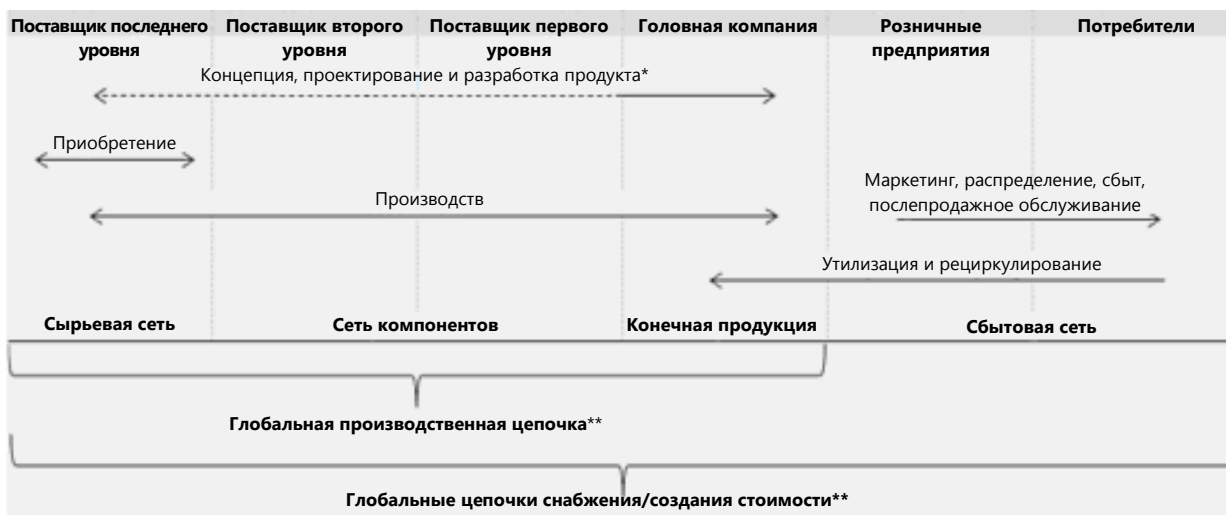 Поставщик последнего уровня
Поставщик второго уровня
Поставщик первого уровня
Головная компания
Розничные предприятия
Потребители
Концепция, проектирование и разработка продукта*
Приобретение
Производств
Маркетинг, распределение, сбыт,
послепродажное обслуживание
Утилизация и рециркулирование
Сырьевая сеть
Сеть компонентов
Конечная продукция
Сбытовая сеть
Глобальная производственная цепочка**
Глобальные цепочки снабжения/создания стоимости**